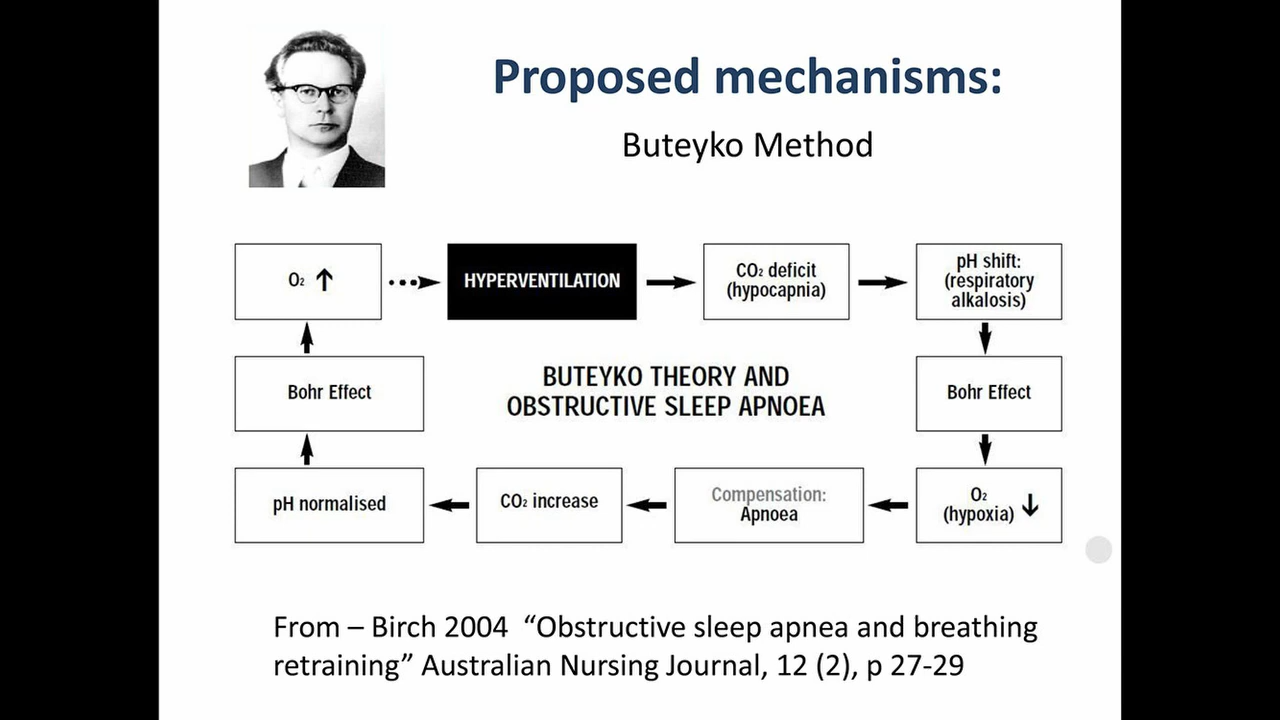 Proposed mechanisms:
Buteyko Method
O₂ ↑
HYPERVENTILATION
CO₂ deficit
(hypocapnia)
pH shift:
(respiratory
alkalosis)
Bohr Effect
BUTEYKO THEORY AND
OBSTRUCTIVE SLEEP APNOEA
Bohr Effect
pH normalised
CO₂ increase
Compensation:
Apnoea
O₂
(hypoxia) ↓
From – Birch 2004 “Obstructive sleep apnea and breathing
retraining” Australian Nursing Journal, 12 (2), p 27-29